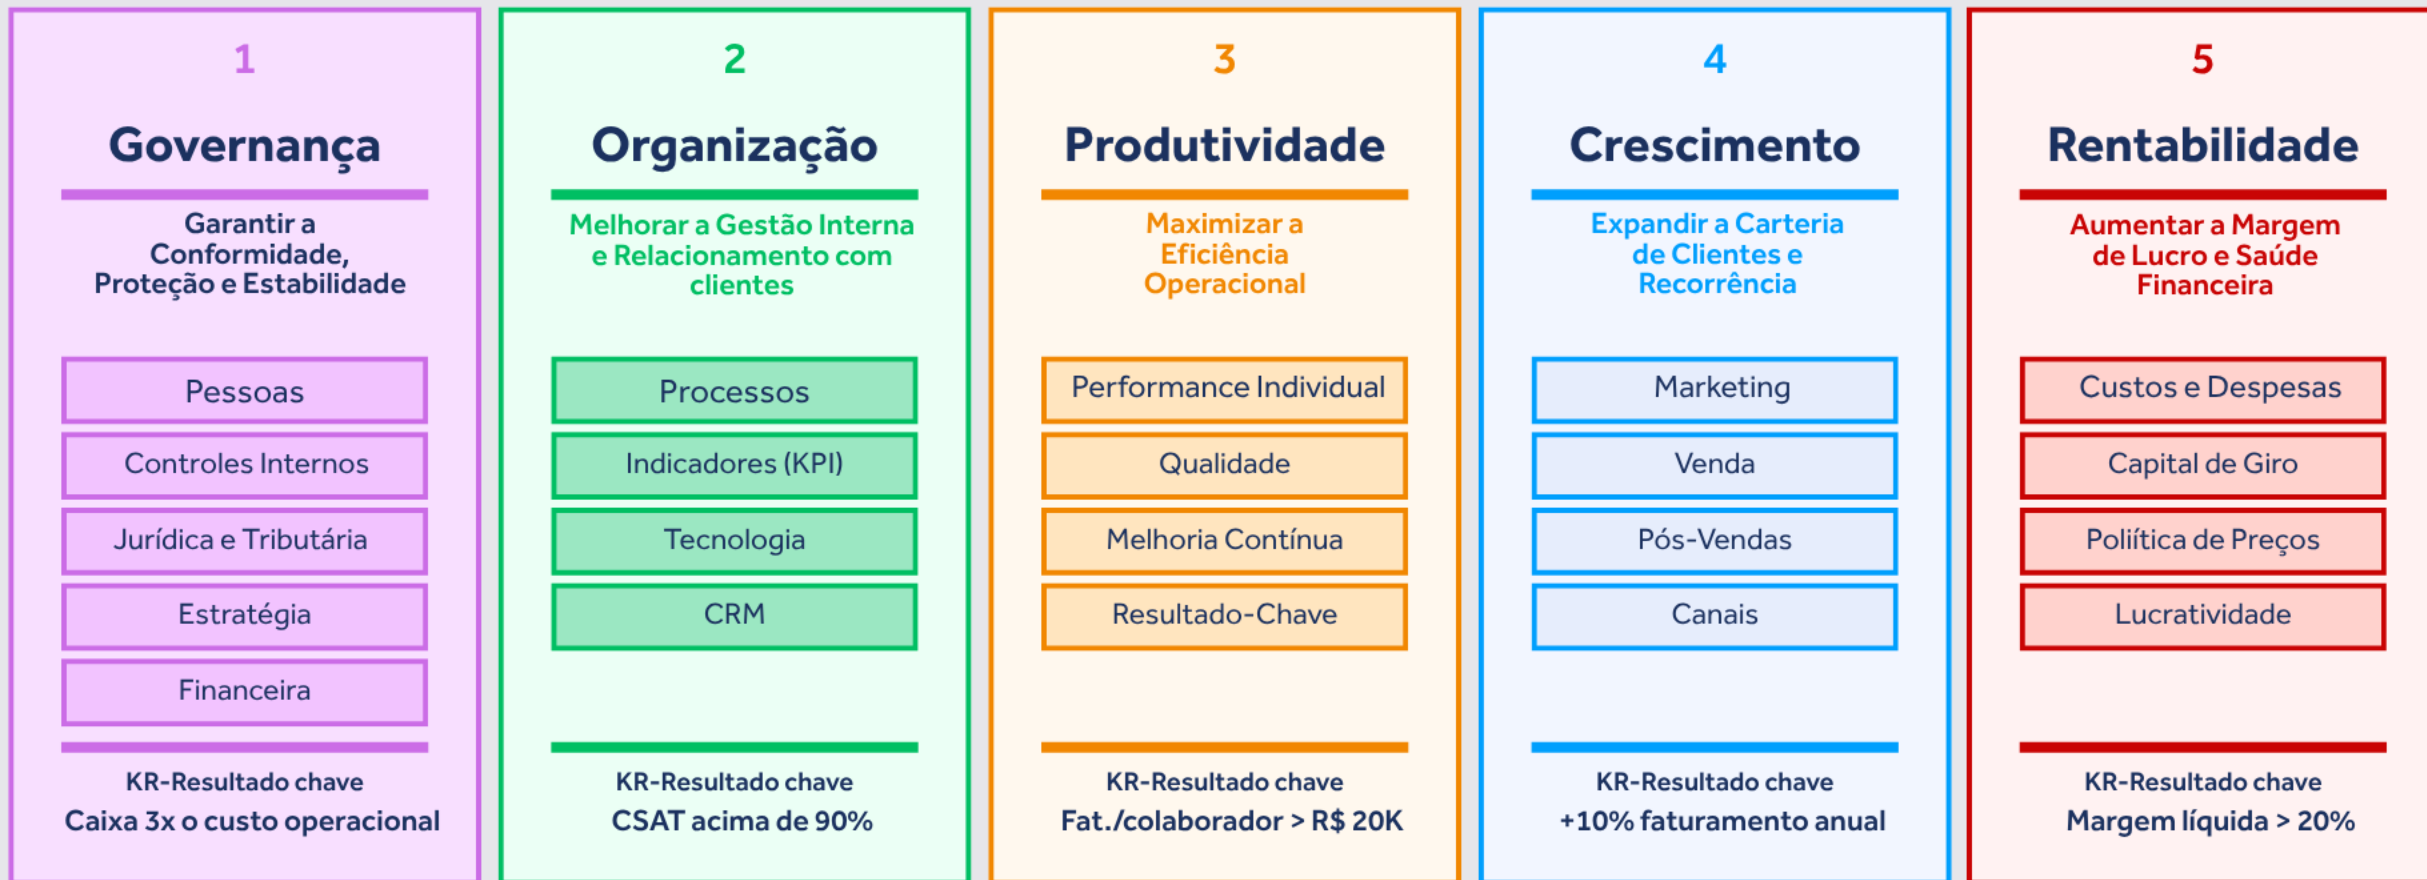 1
Governança
Garantir a
Conformidade,
Proteção e Estabilidade
Pessoas
Controles Internos
Jurídica e Tributária
Estratégia
Financeira
KR-Resultado chave
Caixa 3x o custo operacional
2
Organização
Melhorar a Gestão Interna
e Relacionamento com
clientes
Processos
Indicadores (KPI)
Tecnologia
CRM
KR-Resultado chave
CSAT acima de 90%
3
Produtividade
Maximizar a
Eficiência
Operacional
Performance Individual
Qualidade
Melhoria Contínua
Resultado-Chave
KR-Resultado chave
Fat./colaborador > R$ 20K
4
Crescimento
Expandir a Carteria
de Clientes e
Recorrência
Marketing
Venda
Pós-Vendas
Canais
KR-Resultado chave
+10% faturamento anual
5
Rentabilidade
Aumentar a Margem
de Lucro e Saúde
Financeira
Custos e Despesas
Capital de Giro
Poliítica de Preços
Lucratividade
KR-Resultado chave
Margem líquida > 20%